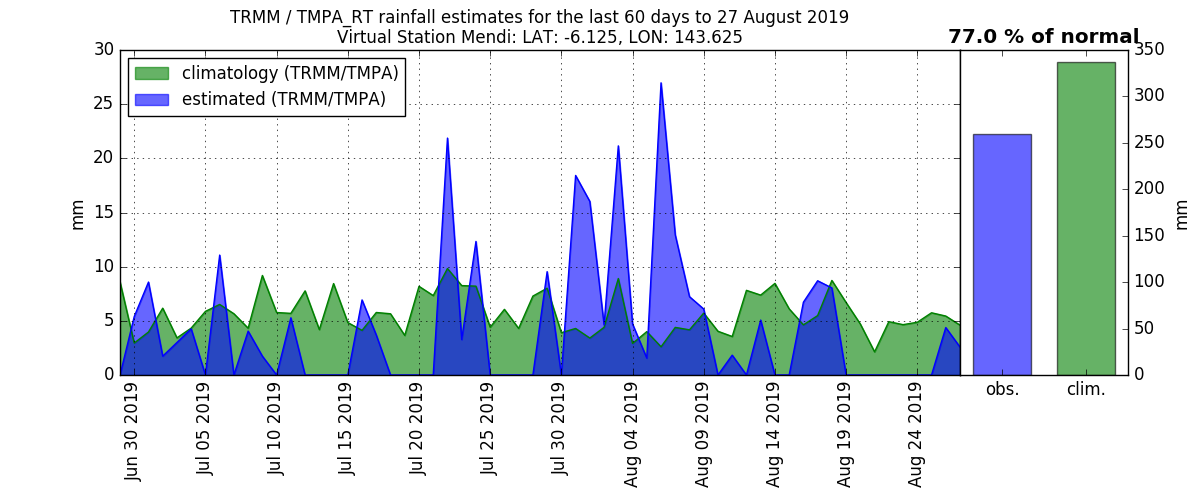 TRMM / TMPA_RT rainfall estimates for the last 60 days to 27 August 2019
Virtual Station Mendi: LAT: -6.125, LON: 143.625
77.0 % of normal
climatology (TRMM/TMPA)
estimated (TRMM/TMPA)
30
25
20
15
10
5
0
mm
Jun 30 2019
Jul 05 2019
Jul 10 2019
Jul 15 2019
Jul 20 2019
Jul 25 2019
Jul 30 2019
Aug 04 2019
Aug 09 2019
Aug 14 2019
Aug 19 2019
Aug 24 2019
350
300
250
200
150
100
50
0
mm
obs.
clim.